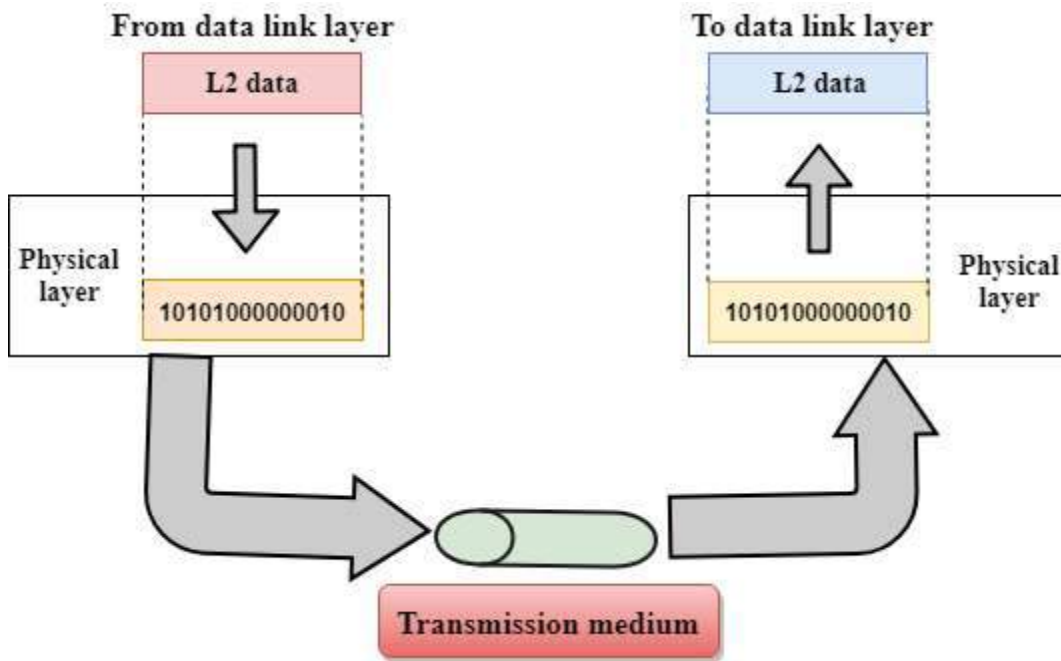 From data link layer
L2 data
Physical
layer
10101000000010
To data link layer
L2 data
10101000000010
Physical
layer
Transmission medium